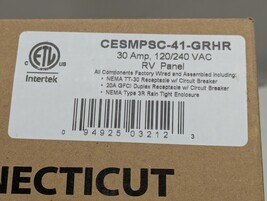 CESMPSC-41-GRHR
30 Amp, 120/240 VAC
RV Panel
All Components Factory Wired and Assembled Including:
• NEMA TT-30 Receptacle w/ Circuit Breaker
• 20A GFCI Duplex Receptacle w/ Circuit Breaker
• NEMA Type 3R Rain Tight Enclosure
ETL
C US
Intertek
0 94925 03212 3
NECTICUT